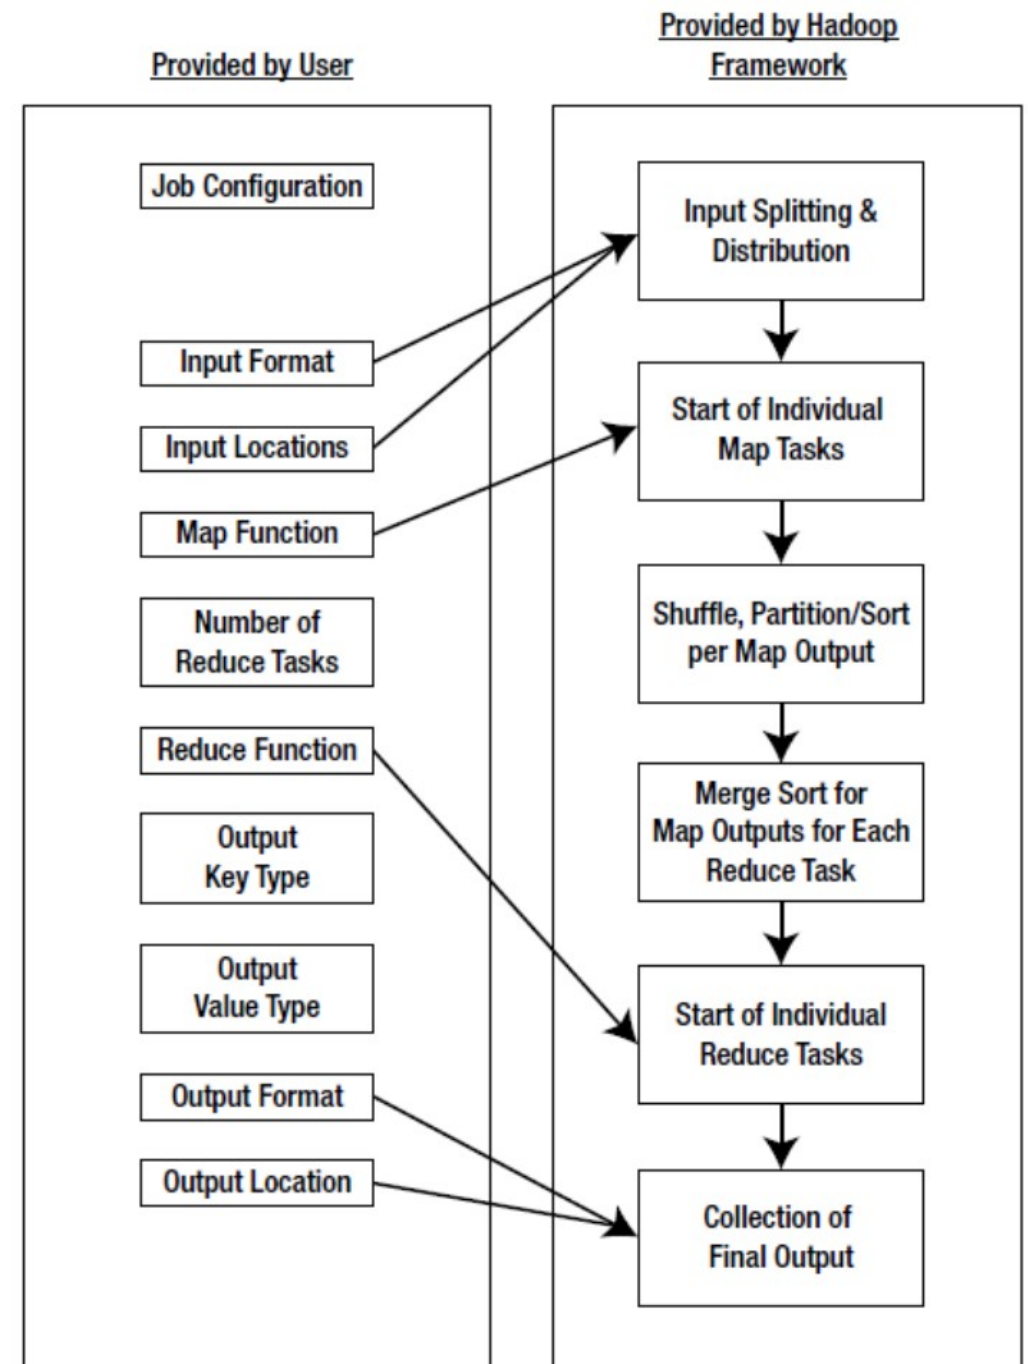 Provided by User
Job Configuration
Input Format
Input Locations
Map Function
Number of
Reduce Tasks
Reduce Function
Output
Key Type
Output
Value Type
Output Format
Output Location
Provided by Hadoop
Framework
Input Splitting &
Distribution
Start of Individual
Map Tasks
Shuffle, Partition/Sort
per Map Output
Merge Sort for
Map Outputs for Each
Reduce Task
Start of Individual
Reduce Tasks
Collection of
Final Output